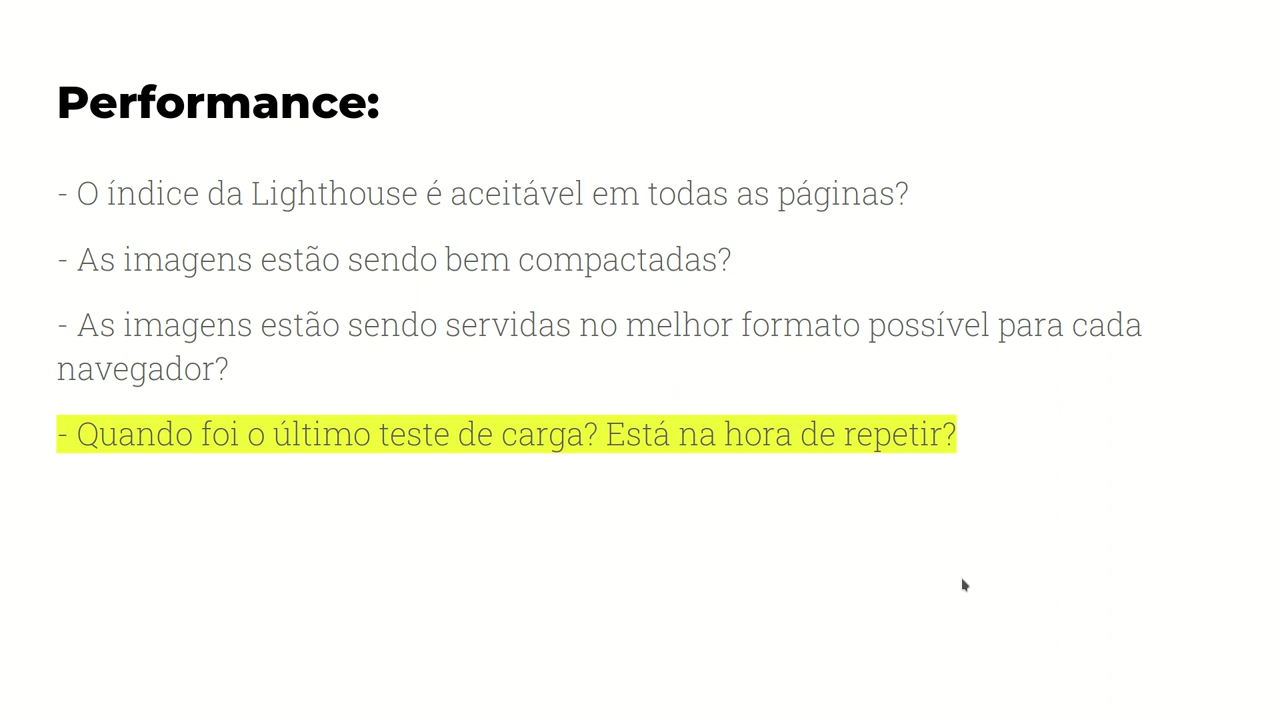 Performance:
- O índice da Lighthouse é aceitável em todas as páginas?
- As imagens estão sendo bem compactadas?
- As imagens estão sendo servidas no melhor formato possível para cada
navegador?
- Quando foi o último teste de carga? Está na hora de repetir?